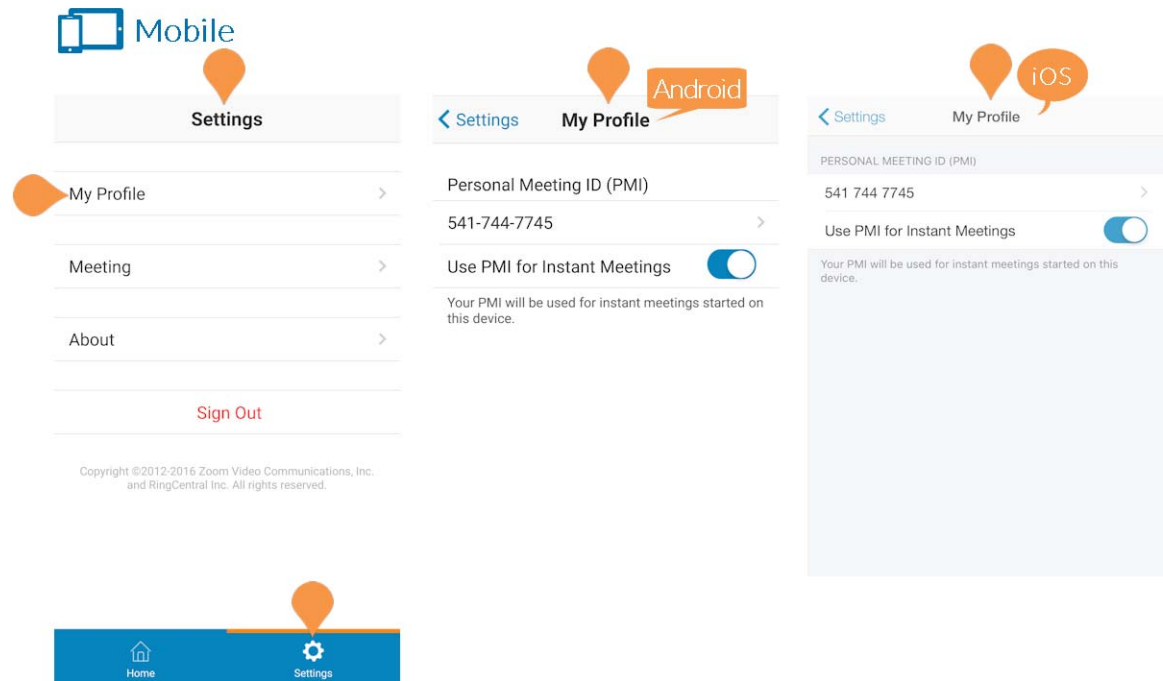 Mobile
Settings
My Profile
Meeting
About
Sign Out
Copyright ©2012-2016 Zoom Video Communications, Inc.
and RingCentral Inc. All rights reserved.
Home
Settings
Android
Settings
My Profile
Personal Meeting ID (PMI)
541-744-7745
Use PMI for Instant Meetings
Your PMI will be used for instant meetings started on
this device.
iOS
Settings
My Profile
PERSONAL MEETING ID (PMI)
541 744 7745
Use PMI for Instant Meetings
Your PMI will be used for instant meetings started on this
device.